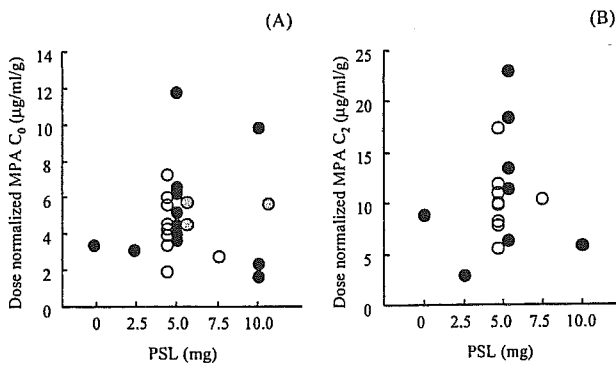 (A)
Dose normalized MPA C₀ (μg/ml/g)
14
12
10
8
6
4
2
0
0 2.5 5.0 7.5 10.0
PSL (mg)
(B)
Dose normalized MPA C₂ (μg/ml/g)
25
20
15
10
5
0
0 2.5 5.0 7.5 10.0
PSL (mg)